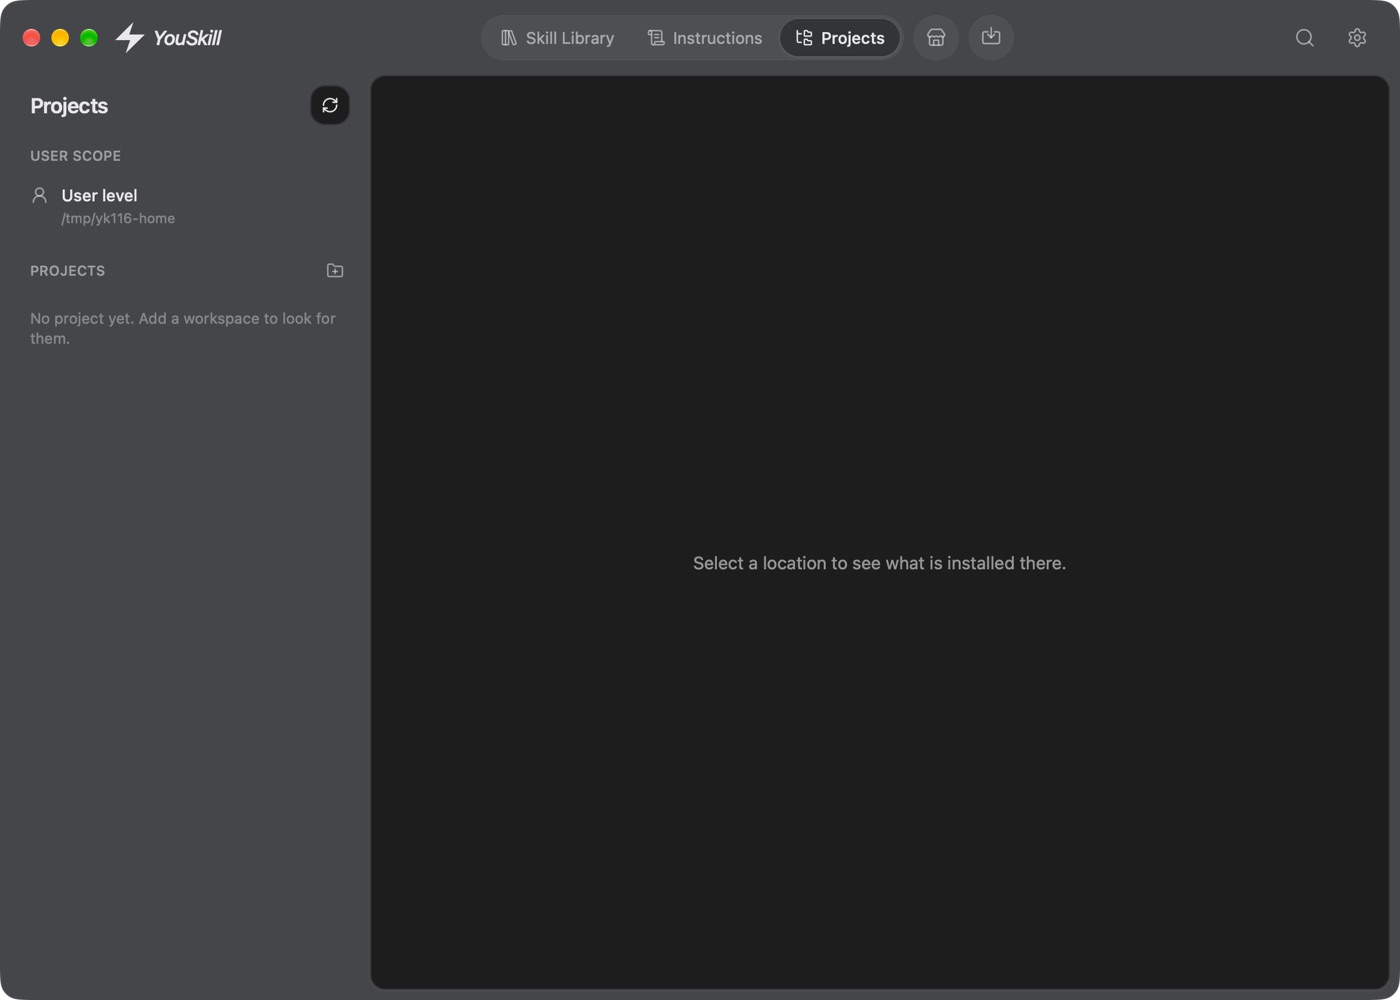 YouSkill
Skill Library
Instructions
Projects
Projects
USER SCOPE
User level
/tmp/yk116-home
PROJECTS
No project yet. Add a workspace to look for
them.
Select a location to see what is installed there.